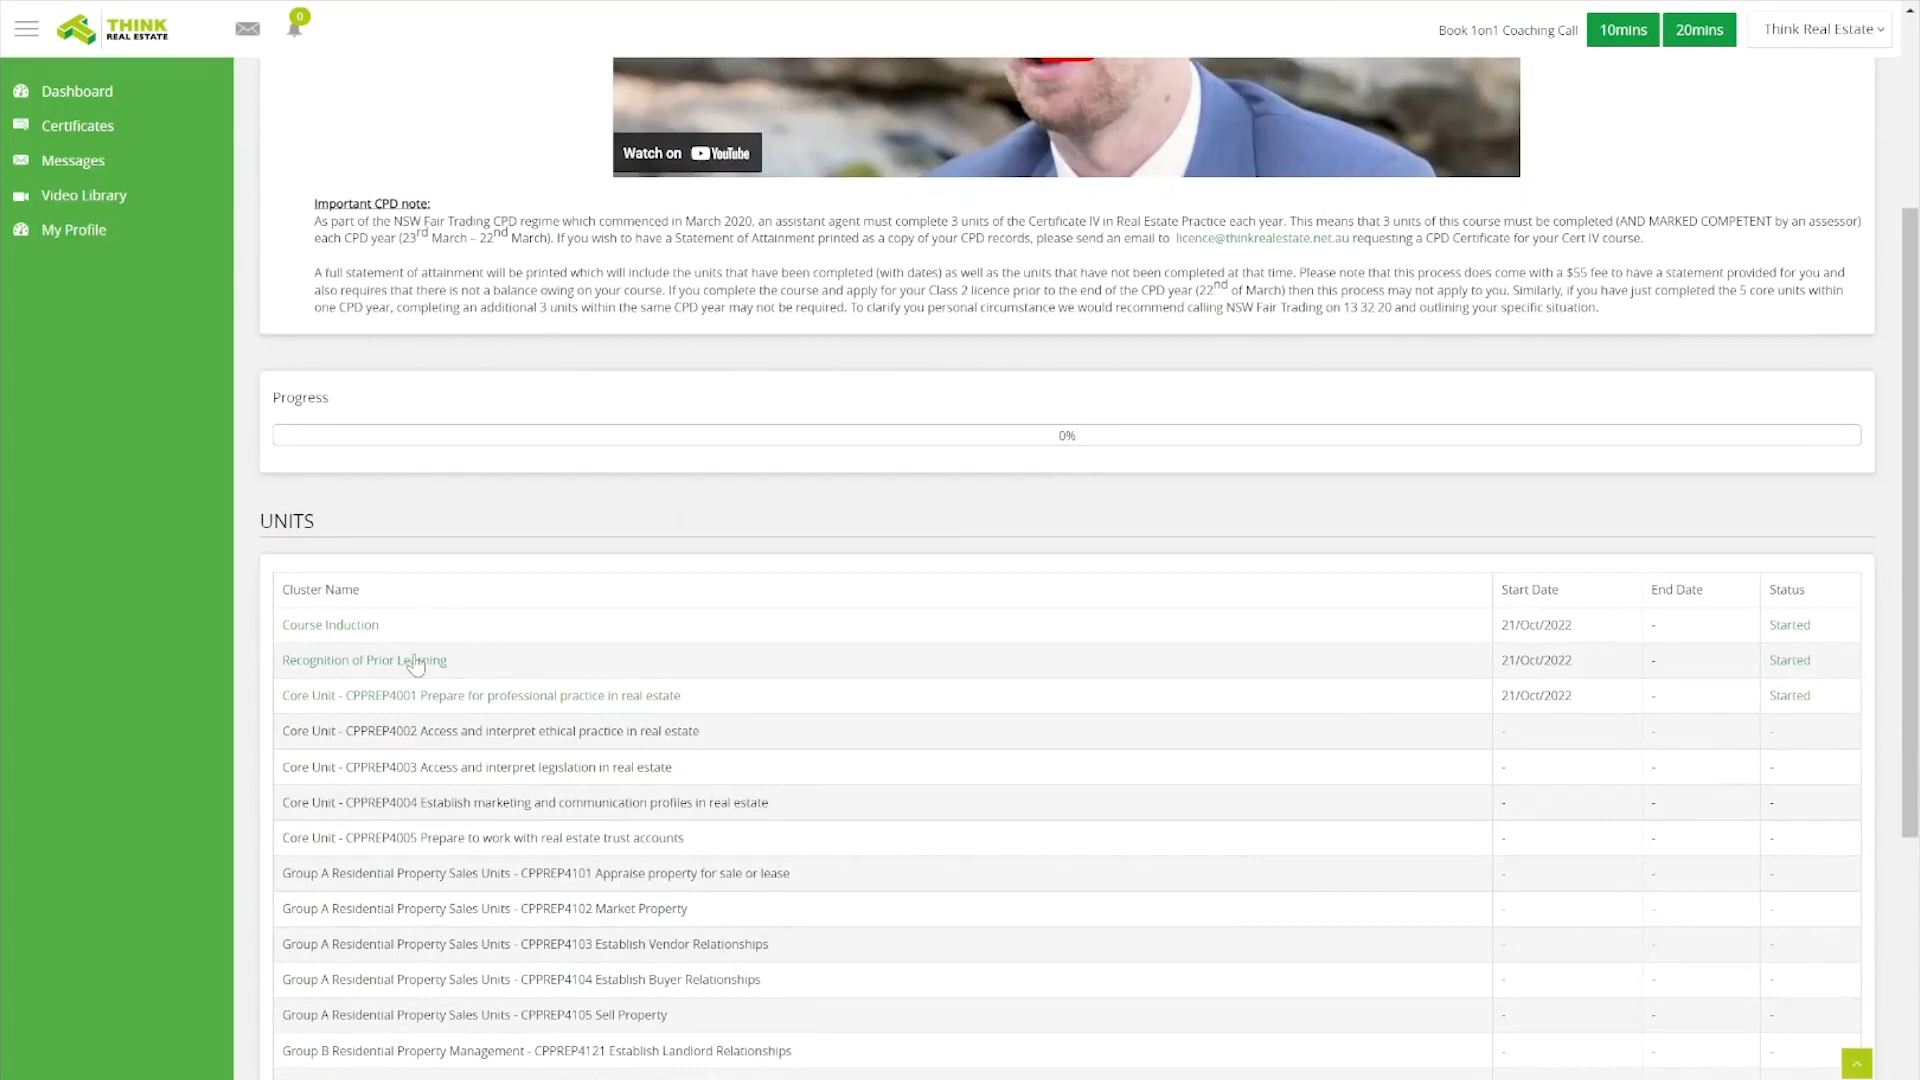 THINK
REAL ESTATE
0
Book 1on1 Coaching Call
10mins
20mins
Think Real Estate
Dashboard
Certificates
Messages
Video Library
My Profile
Watch on YouTube
Important CPD note:
As part of the NSW Fair Trading CPD regime which commenced in March 2020, an assistant agent must complete 3 units of the Certificate IV in Real Estate Practice each year. This means that 3 units of this course must be completed (AND MARKED COMPETENT by an assessor)
each CPD year (23rd March – 22nd March). If you wish to have a Statement of Attainment printed as a copy of your CPD records, please send an email to licence@thinkrealestate.net.au requesting a CPD Certificate for your Cert IV course.
A full statement of attainment will be printed which will include the units that have been completed (with dates) as well as the units that have not been completed at that time. Please note that this process does come with a $55 fee to have a statement provided for you and
also requires that there is not a balance owing on your course. If you complete the course and apply for your Class 2 licence prior to the end of the CPD year (22nd of March) then this process may not apply to you. Similarly, if you have just completed the 5 core units within
one CPD year, completing an additional 3 units within the same CPD year may not be required. To clarify you personal circumstance we would recommend calling NSW Fair Trading on 13 32 20 and outlining your specific situation.
Progress
0%
UNITS
Cluster Name Start Date End Date Status
Course Induction 21/Oct/2022 - Started
Recognition of Prior Learning 21/Oct/2022 - Started
Core Unit - CPPREP4001 Prepare for professional practice in real estate 21/Oct/2022 - Started
Core Unit - CPPREP4002 Access and interpret ethical practice in real estate - - -
Core Unit - CPPREP4003 Access and interpret legislation in real estate - - -
Core Unit - CPPREP4004 Establish marketing and communication profiles in real estate - - -
Core Unit - CPPREP4005 Prepare to work with real estate trust accounts - - -
Group A Residential Property Sales Units - CPPREP4101 Appraise property for sale or lease - - -
Group A Residential Property Sales Units - CPPREP4102 Market Property - - -
Group A Residential Property Sales Units - CPPREP4103 Establish Vendor Relationships - - -
Group A Residential Property Sales Units - CPPREP4104 Establish Buyer Relationships - - -
Group A Residential Property Sales Units - CPPREP4105 Sell Property - - -
Group B Residential Property Management - CPPREP4121 Establish Landlord Relationships - - -